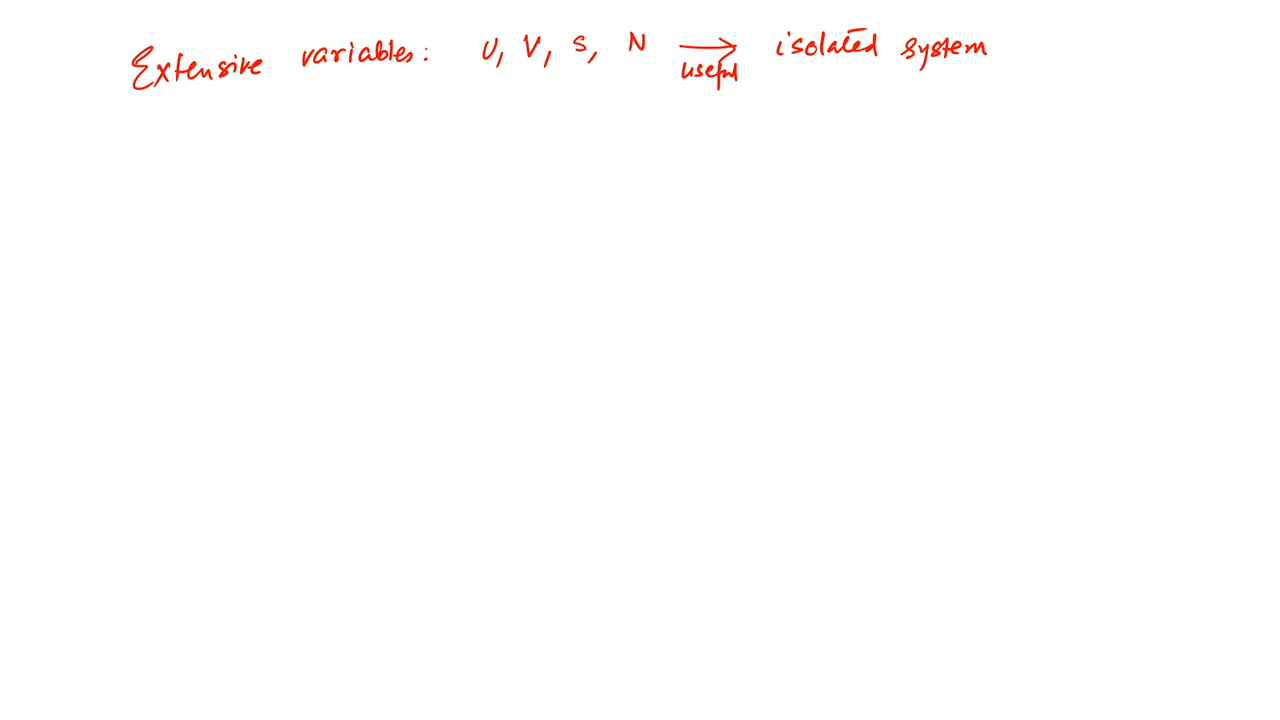 Extensive variables: U, V, S, N → useful isolated system